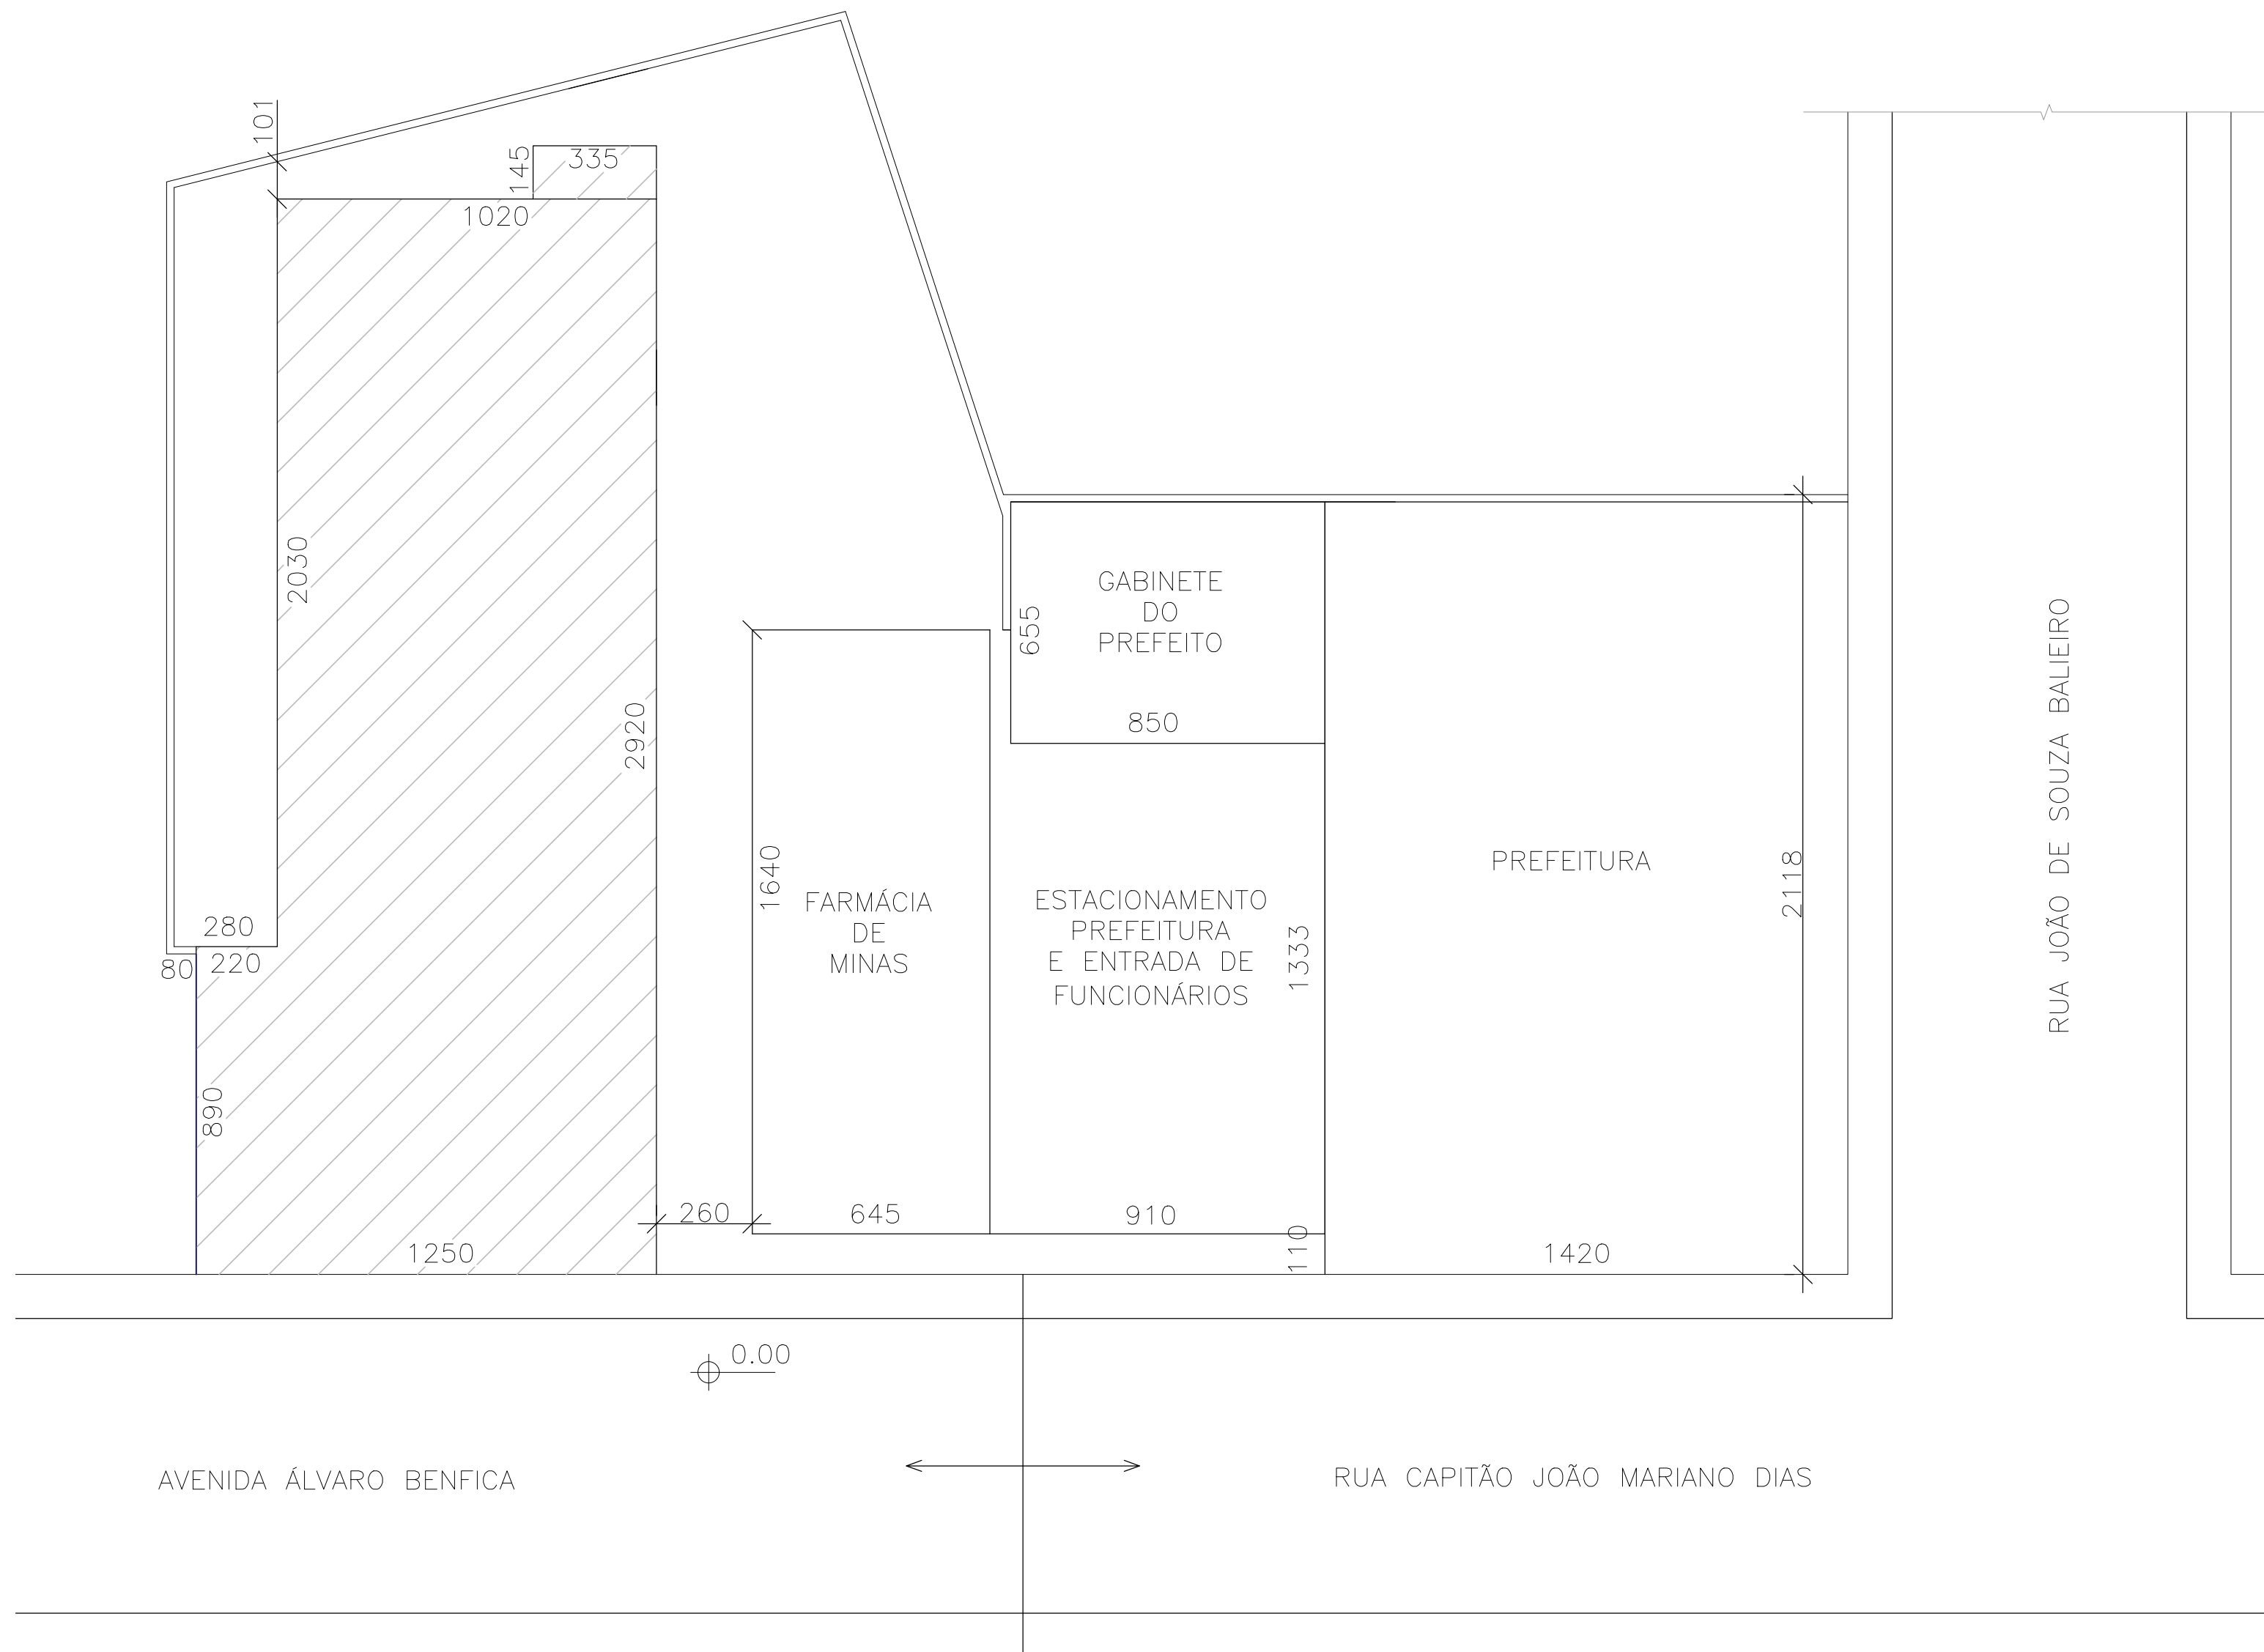 101
145
335
1020
2030
GABINETE
DO
PREFEITO
655
850
2920
RUA JOÃO DE SOUZA BALIEIRO
1640
FARMÁCIA
DE
MINAS
ESTACIONAMENTO
PREFEITURA
E ENTRADA DE
FUNCIONÁRIOS
1333
PREFEITURA
2118
280
80
220
890
260
645
910
110
1250
1420
0.00
AVENIDA ÁLVARO BENFICA
RUA CAPITÃO JOÃO MARIANO DIAS